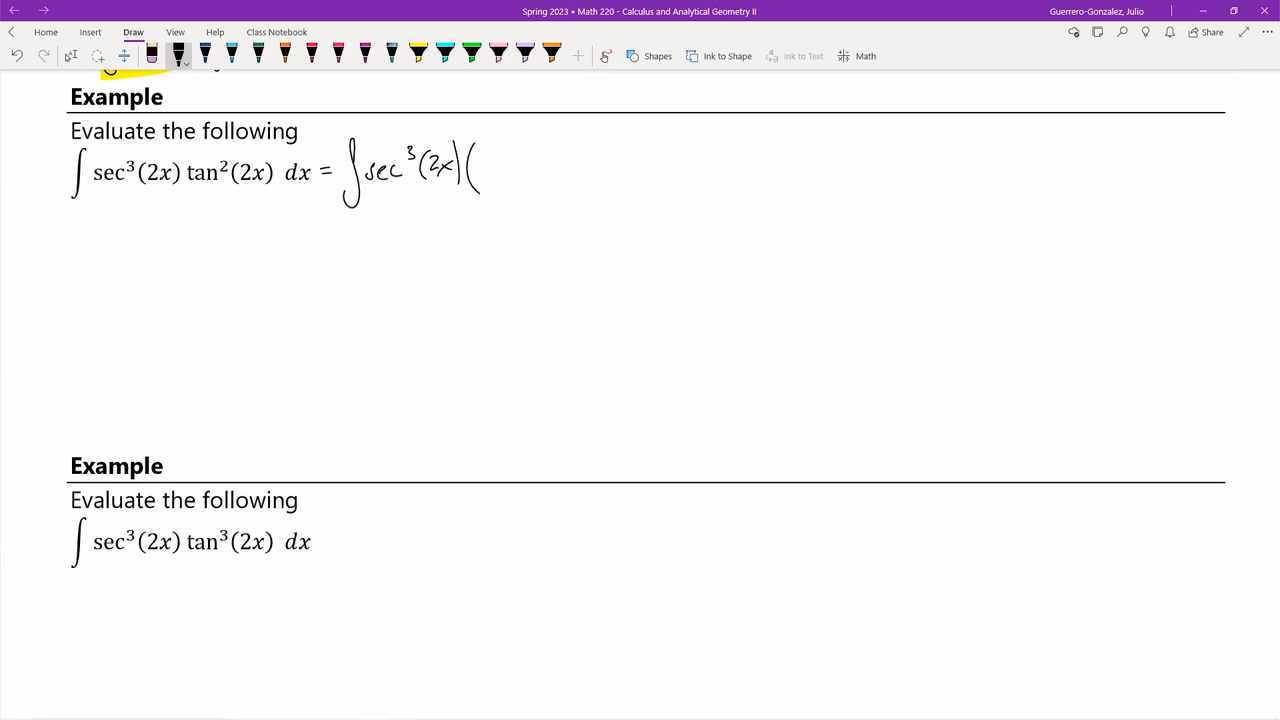 Spring 2023 » Math 220 - Calculus and Analytical Geometry II
Guerrero-Gonzalez, Julio
Home Insert Draw View Help Class Notebook
Shapes Ink to Shape Ink to Text Math Share
Example
Evaluate the following
∫ sec³(2x) tan²(2x) dx = ∫ sec³(2x)(
Example
Evaluate the following
∫ sec³(2x) tan³(2x) dx